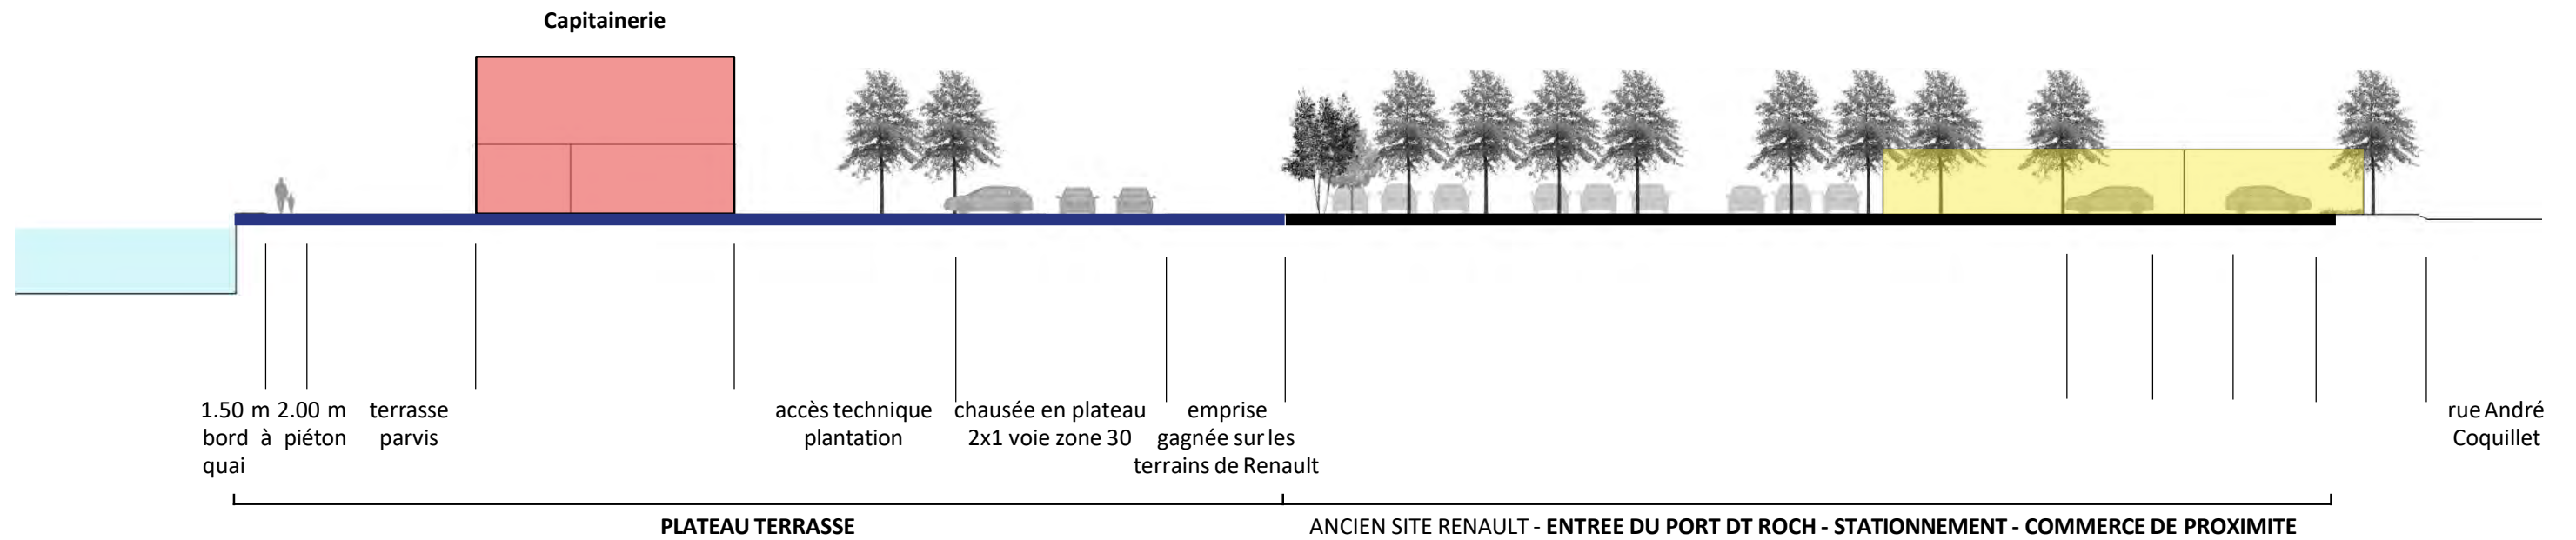 Capitainerie
1.50 m 2.00 m terrasse accès technique chausée en plateau emprise rue André
bord à piéton parvis plantation 2x1 voie zone 30 gagnée sur les Coquillet
quai terrains de Renault
PLATEAU TERRASSE ANCIEN SITE RENAULT - ENTREE DU PORT DT ROCH - STATIONNEMENT - COMMERCE DE PROXIMITE